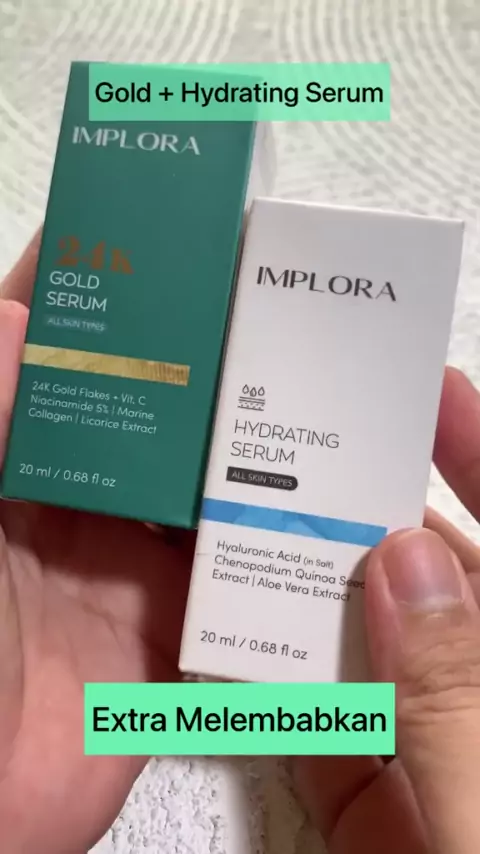 Gold + Hydrating Serum
IMPLORA
24K
GOLD
SERUM
ALL SKIN TYPES
24K Gold Flakes + Vit, C
Niacinamide 5% | Marine
Collagen | Licorice Extract
20 ml / 0.68 fl oz
IMPLORA
HYDRATING
SERUM
ALL SKIN TYPES
Hyaluronic Acid (in Salt)
Chenopodium Quinoa Seed
Extract | Aloe Vera Extract
20 ml / 0.68 fl oz
Extra Melembabkan